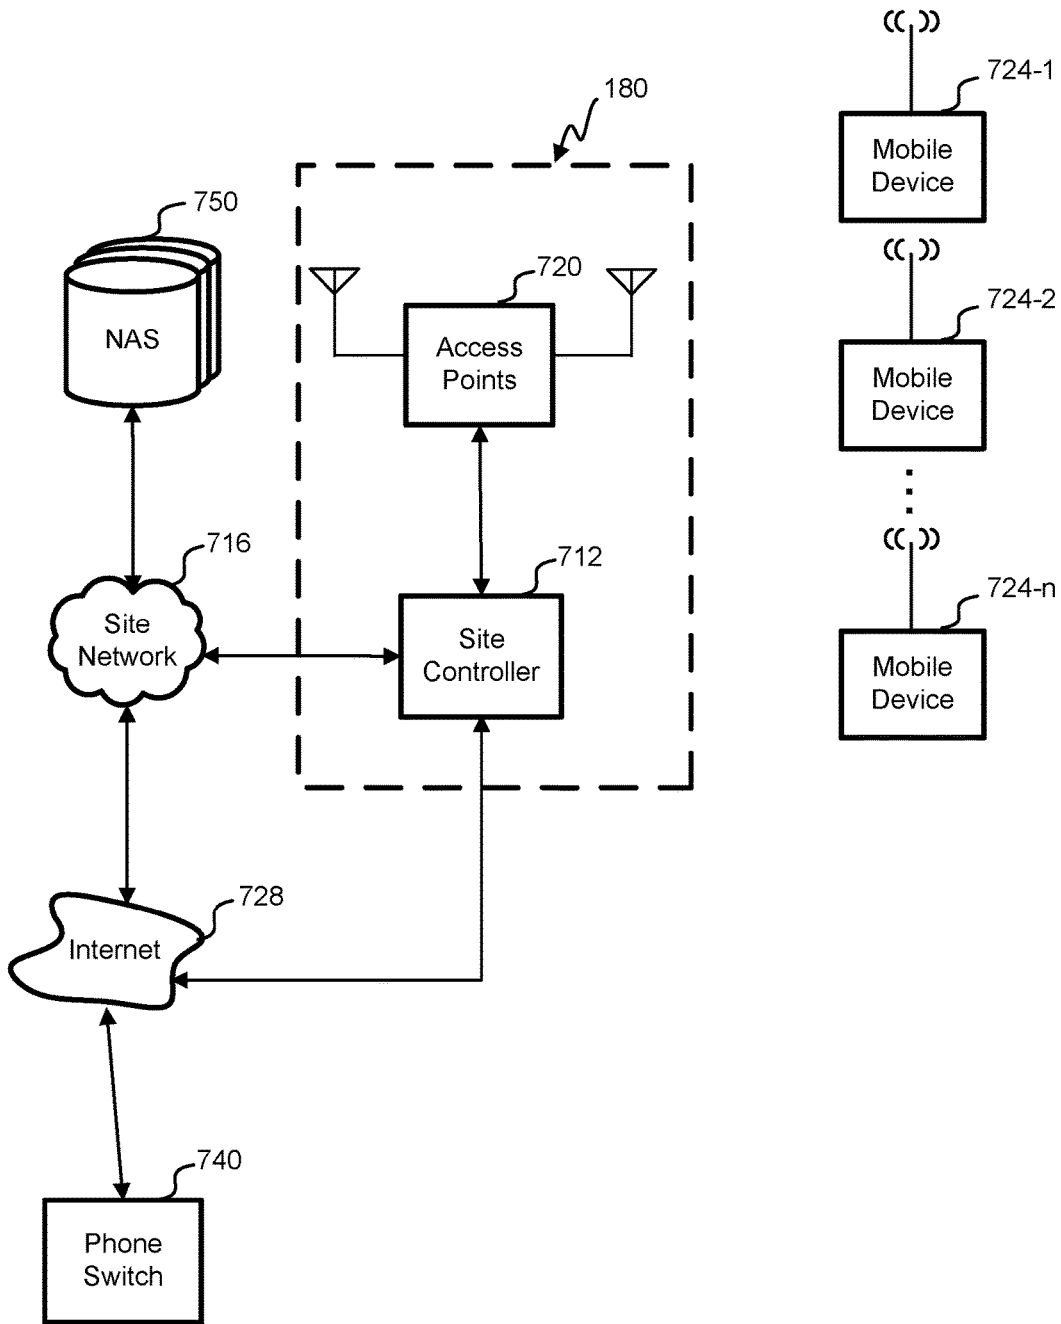 724-1
Mobile
Device
180
750
NAS
720
Access
Points
724-2
Mobile
Device
716
Site
Network
712
Site
Controller
724-n
Mobile
Device
728
Internet
740
Phone
Switch